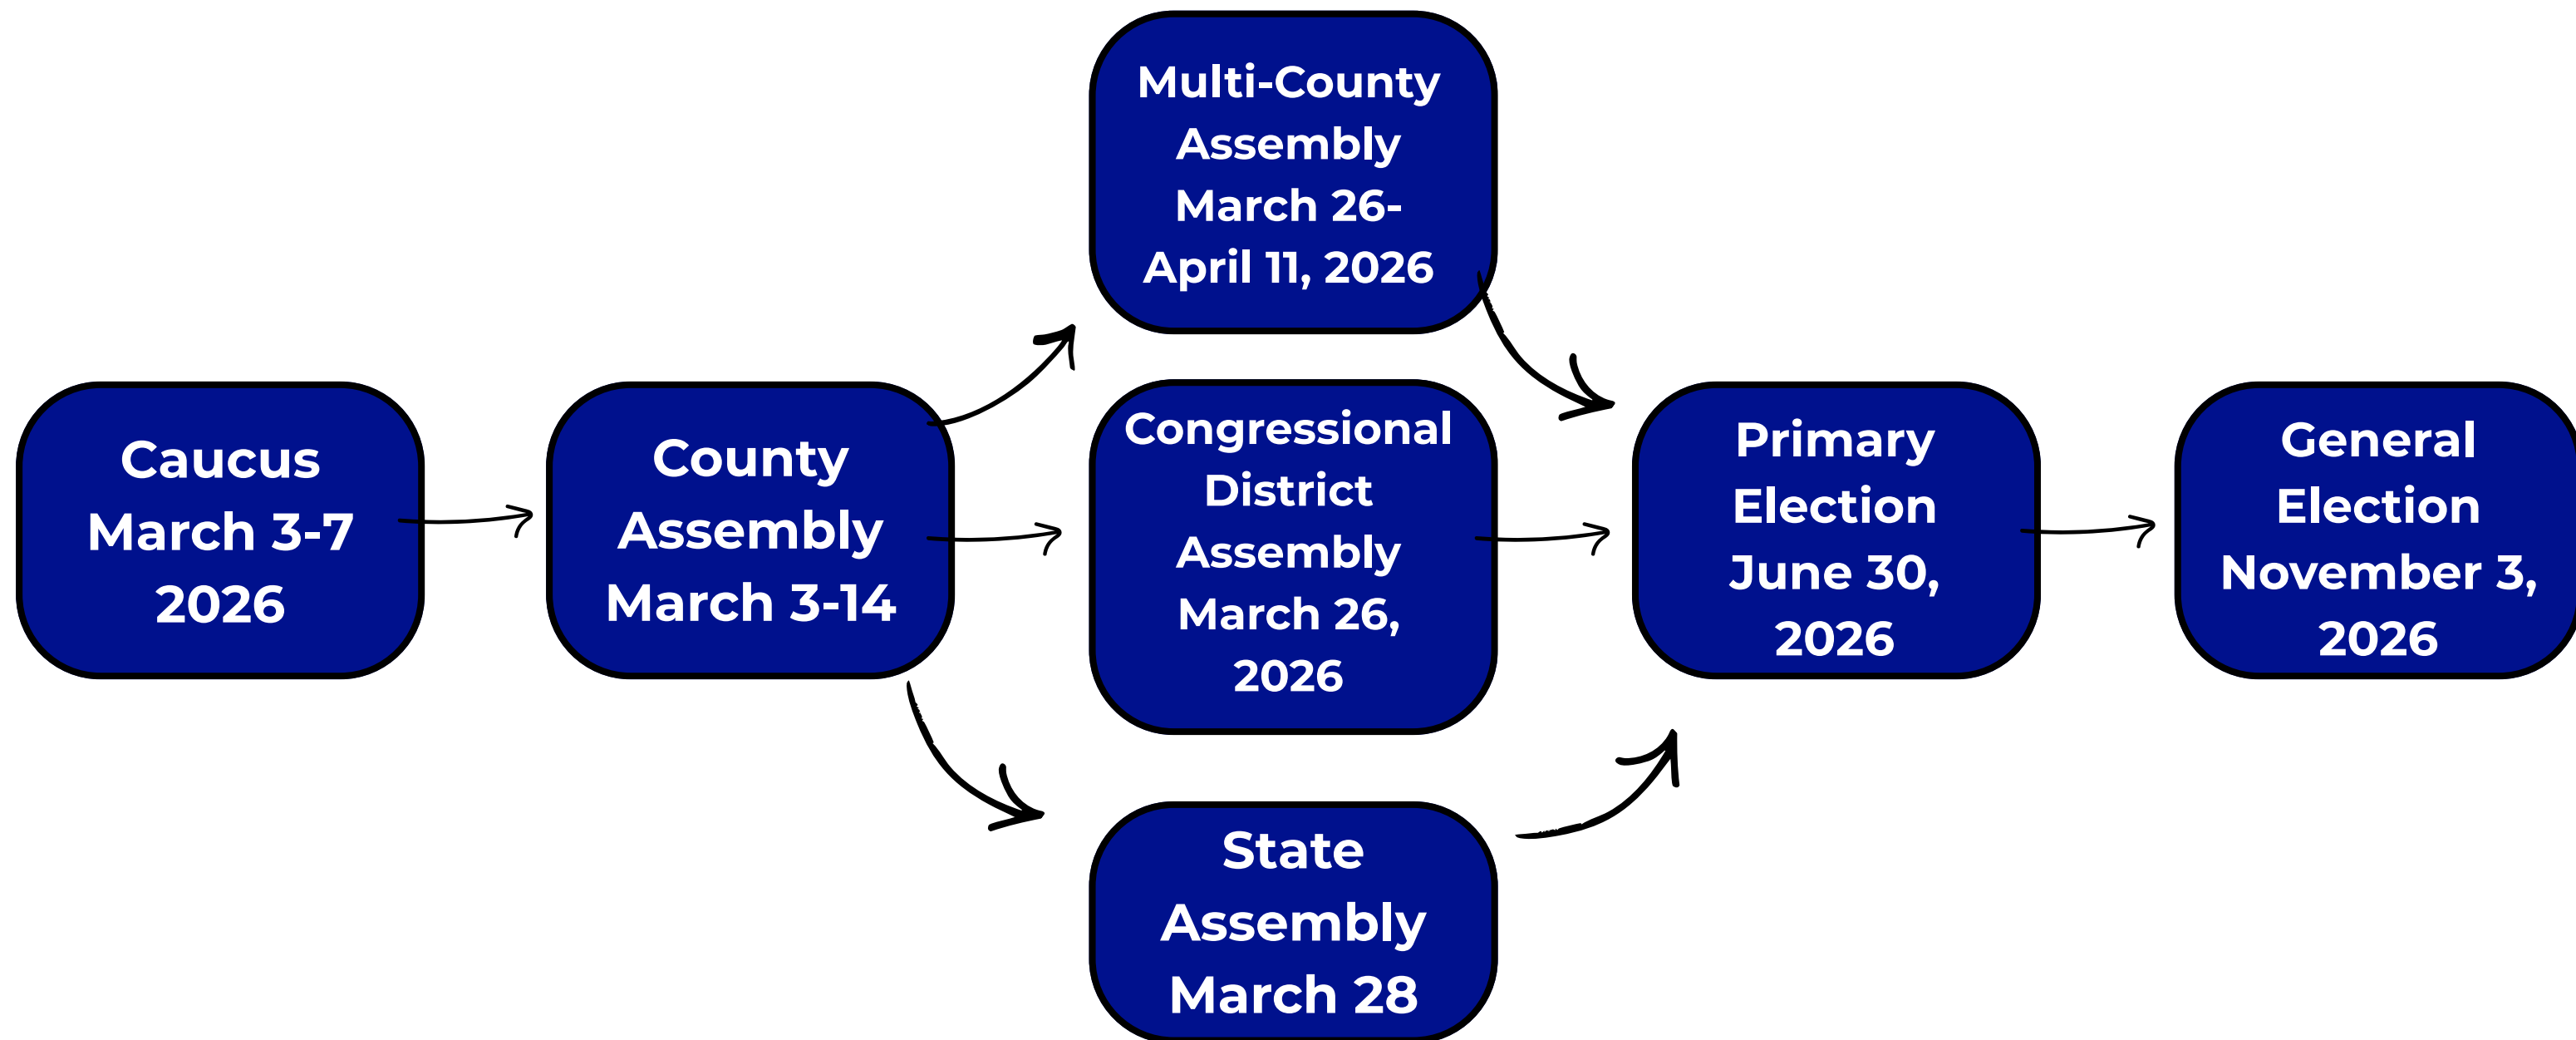 Caucus
March 3-7
2026
County
Assembly
March 3-14
Multi-County
Assembly
March 26-
April 11, 2026
Congressional
District
Assembly
March 26,
2026
State
Assembly
March 28
Primary
Election
June 30,
2026
General
Election
November 3,
2026